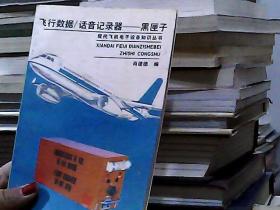 飞行数据/话音记录器——黑匣子
现代飞机电子设备知识丛书
XIANDAI FEIJI DIANZISHEBEI
ZHISHI CONGSHU
肖建德 编